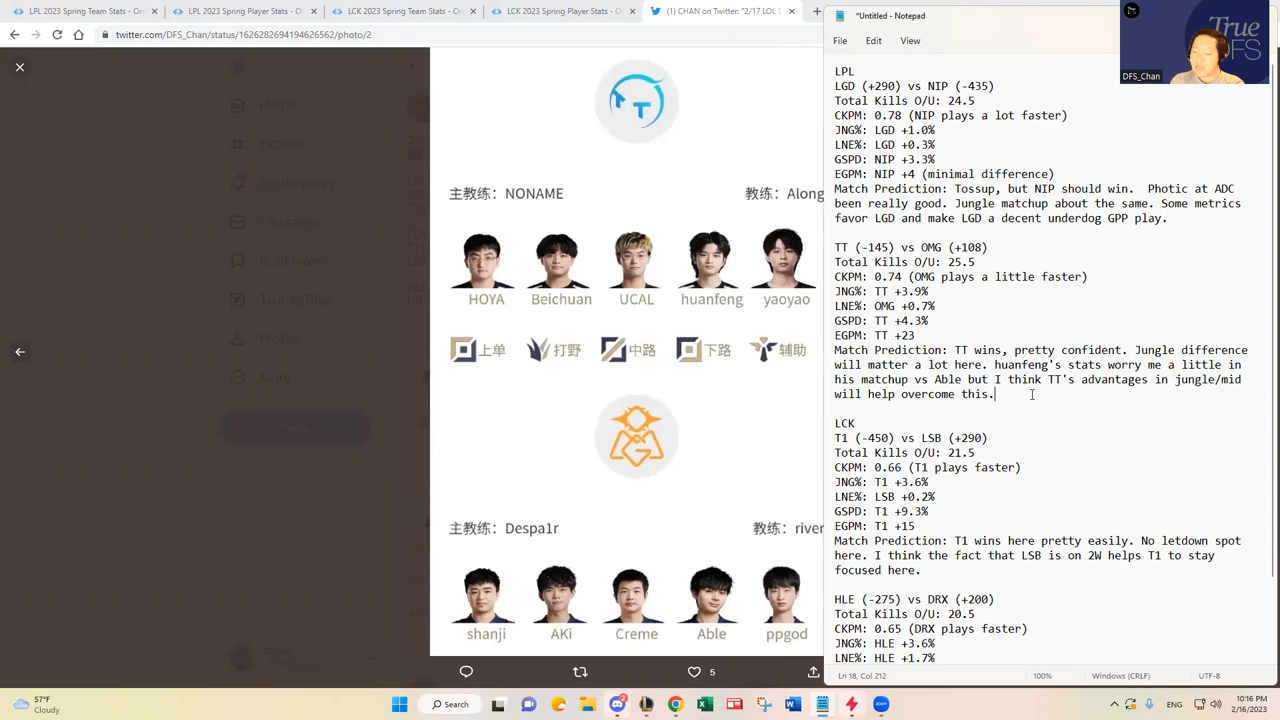 LPL 2023 Spring Team Stats - Or
LPL 2023 Spring Player Stats - O
LCK 2023 Spring Team Stats - Or
LCK 2023 Spring Player Stats - O
(1) CHAN on Twitter: "2/17 LOL D
twitter.com/DFS_Chan/status/1626282694194626562/photo/2
Home
Explore
Notifications
Messages
Bookmarks
Twitter Blue
Profile
More
主教练：NONAME
教练：Along
HOYA
Beichuan
UCAL
huanfeng
yaoyao
上单
打野
中路
下路
辅助
主教练：Despa1r
教练：river
shanji
AKi
Creme
Able
ppgod
5
*Untitled - Notepad
File
Edit
View
LPL
LGD (+290) vs NIP (-435)
Total Kills O/U: 24.5
CKPM: 0.78 (NIP plays a lot faster)
JNG%: LGD +1.0%
LNE%: LGD +0.3%
GSPD: NIP +3.3%
EGPM: NIP +4 (minimal difference)
Match Prediction: Tossup, but NIP should win.  Photic at ADC
been really good. Jungle matchup about the same. Some metrics
favor LGD and make LGD a decent underdog GPP play.
TT (-145) vs OMG (+108)
Total Kills O/U: 25.5
CKPM: 0.74 (OMG plays a little faster)
JNG%: TT +3.9%
LNE%: OMG +0.7%
GSPD: TT +4.3%
EGPM: TT +23
Match Prediction: TT wins, pretty confident. Jungle difference
will matter a lot here. huanfeng's stats worry me a little in
his matchup vs Able but I think TT's advantages in jungle/mid
will help overcome this.
LCK
T1 (-450) vs LSB (+290)
Total Kills O/U: 21.5
CKPM: 0.66 (T1 plays faster)
JNG%: T1 +3.6%
LNE%: LSB +0.2%
GSPD: T1 +9.3%
EGPM: T1 +15
Match Prediction: T1 wins here pretty easily. No letdown spot
here. I think the fact that LSB is on 2W helps T1 to stay
focused here.
HLE (-275) vs DRX (+200)
Total Kills O/U: 20.5
CKPM: 0.65 (DRX plays faster)
JNG%: HLE +3.6%
LNE%: HLE +1.7%
Ln 18, Col 212
100%
Windows (CRLF)
UTF-8
True
DFS
DFS_Chan
57°F
Cloudy
Search
ENG
10:16 PM
2/16/2023